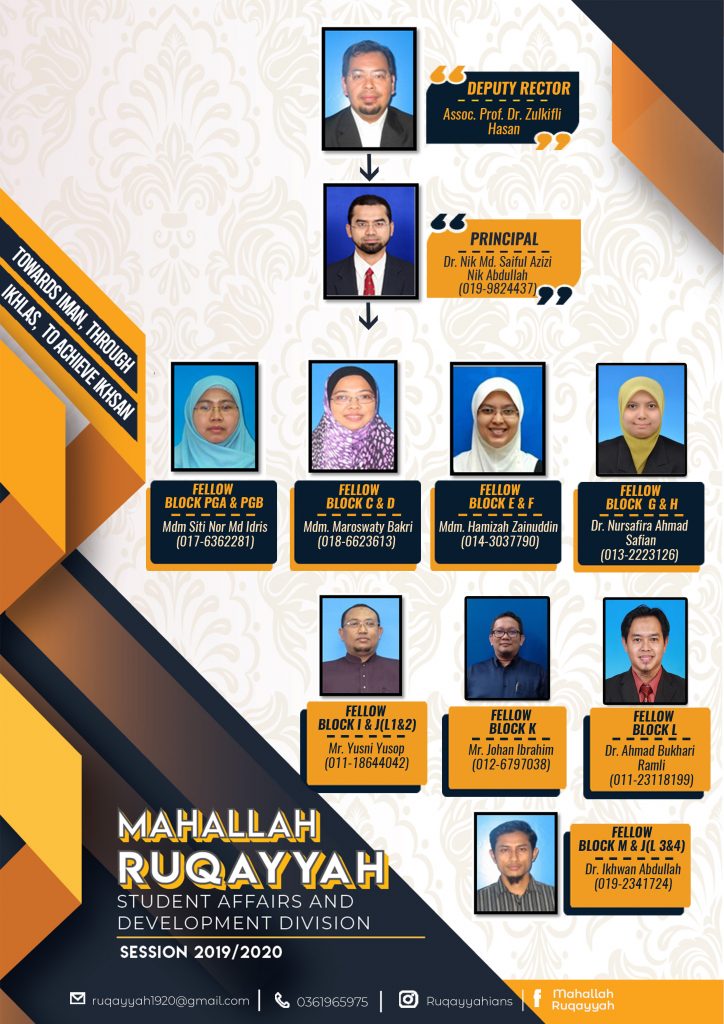 DEPUTY RECTOR
Assoc. Prof. Dr. Zulkifli
Hasan
PRINCIPAL
Dr. Nik Md. Saiful Azizi
Nik Abdullah
(019-9824437)
TOWARDS IMAN, THROUGH
IKHLAS, TO ACHIEVE IKHSAN
FELLOW
BLOCK PGA & PGB
Mdm Siti Nor Md Idris
(017-6362281)
FELLOW
BLOCK C & D
Mdm. Maroswaty Bakri
(018-6623613)
FELLOW
BLOCK E & F
Mdm. Hamizah Zainuddin
(014-3037790)
FELLOW
BLOCK G & H
Dr. Nursafira Ahmad
Safian
(013-2223126)
FELLOW
BLOCK I & J(L1&2)
Mr. Yusni Yusop
(011-18644042)
FELLOW
BLOCK K
Mr. Johan Ibrahim
(012-6797038)
FELLOW
BLOCK L
Dr. Ahmad Bukhari
Ramli
(011-23118199)
FELLOW
BLOCK M & J(L 3&4)
Dr. Ikhwan Abdullah
(019-2341724)
MAHALLAH
RUQAYYAH
STUDENT AFFAIRS AND
DEVELOPMENT DIVISION
SESSION 2019/2020
ruqayyah1920@gmail.com
0361965975
Ruqayyahians
Mahallah
Ruqayyah